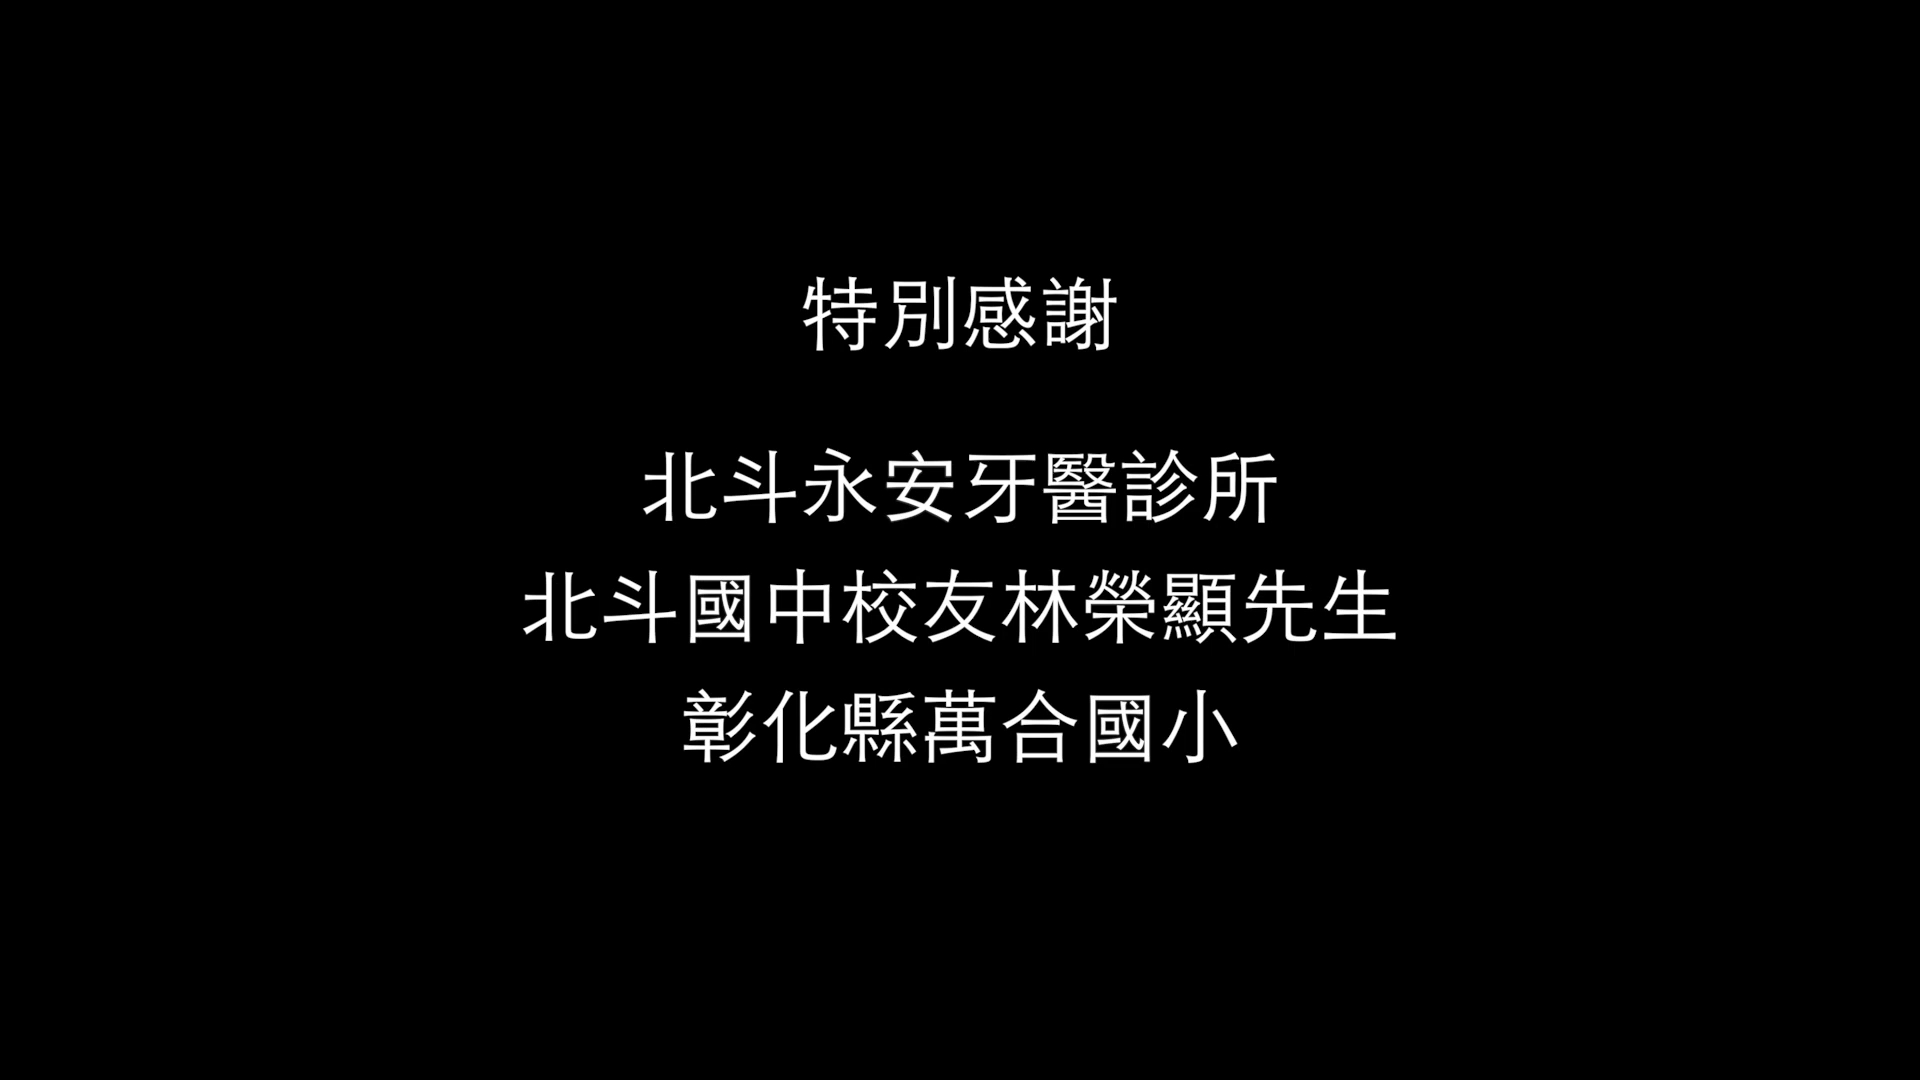 特別感謝
北斗永安牙醫診所
北斗國中校友林榮顯先生
彰化縣萬合國小